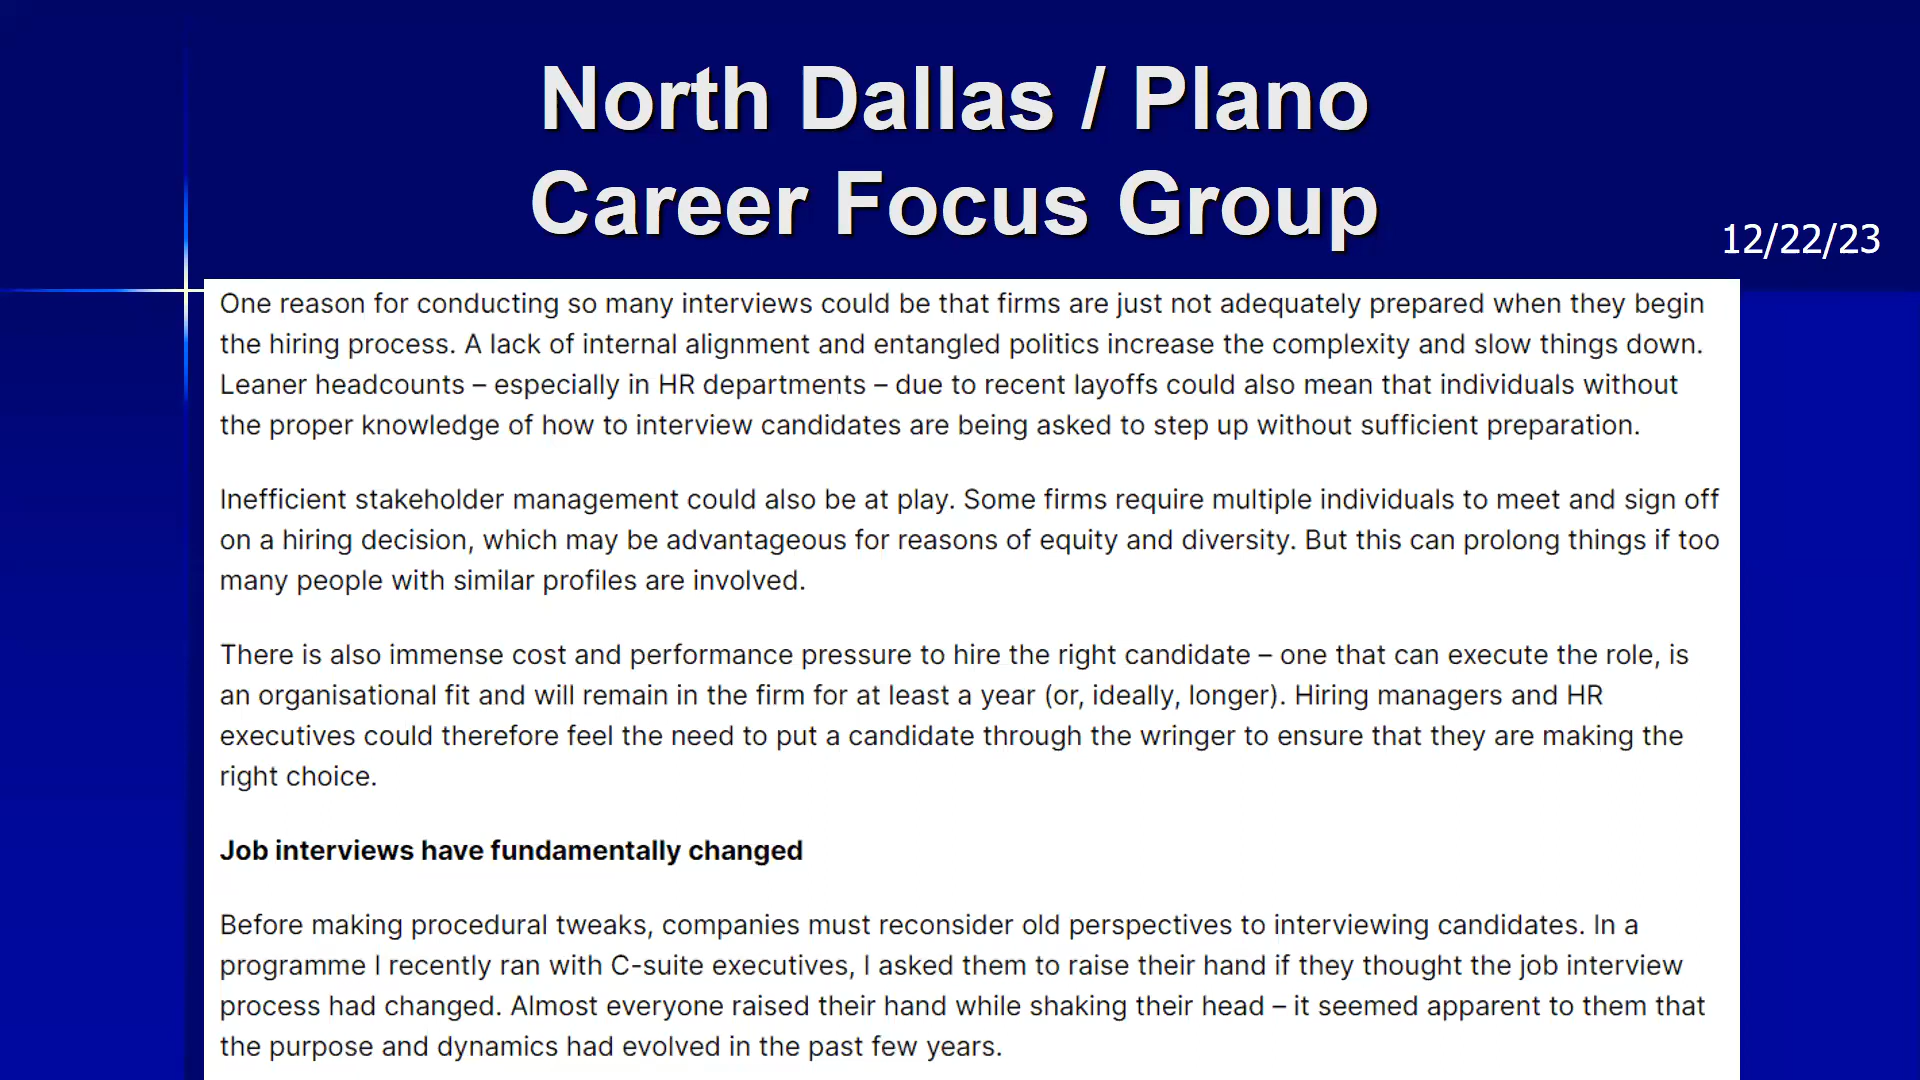 North Dallas / Plano
Career Focus Group
12/22/23
One reason for conducting so many interviews could be that firms are just not adequately prepared when they begin
the hiring process. A lack of internal alignment and entangled politics increase the complexity and slow things down.
Leaner headcounts – especially in HR departments – due to recent layoffs could also mean that individuals without
the proper knowledge of how to interview candidates are being asked to step up without sufficient preparation.
Inefficient stakeholder management could also be at play. Some firms require multiple individuals to meet and sign off
on a hiring decision, which may be advantageous for reasons of equity and diversity. But this can prolong things if too
many people with similar profiles are involved.
There is also immense cost and performance pressure to hire the right candidate – one that can execute the role, is
an organisational fit and will remain in the firm for at least a year (or, ideally, longer). Hiring managers and HR
executives could therefore feel the need to put a candidate through the wringer to ensure that they are making the
right choice.
Job interviews have fundamentally changed
Before making procedural tweaks, companies must reconsider old perspectives to interviewing candidates. In a
programme I recently ran with C-suite executives, I asked them to raise their hand if they thought the job interview
process had changed. Almost everyone raised their hand while shaking their head – it seemed apparent to them that
the purpose and dynamics had evolved in the past few years.